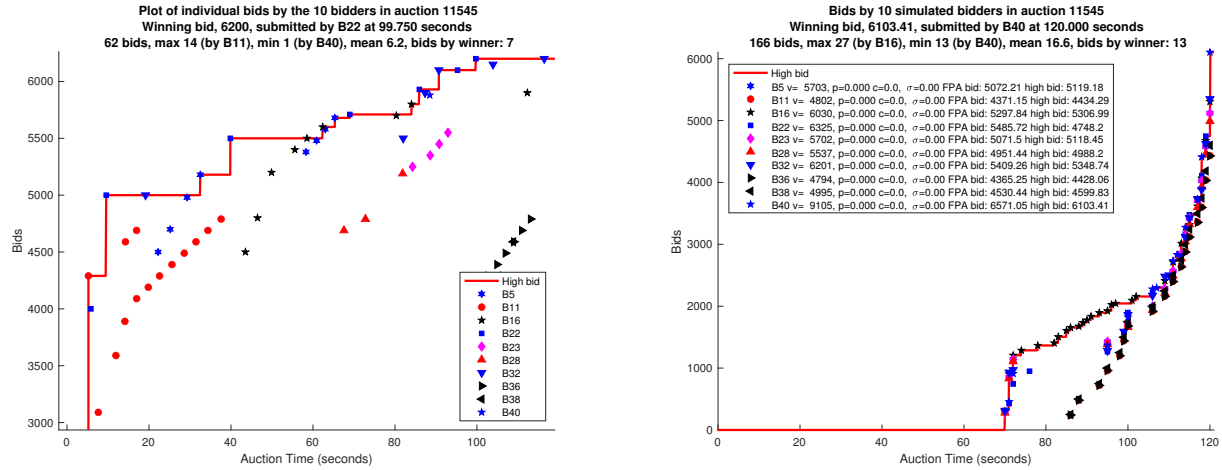 Plot of individual bids by the 10 bidders in auction 11545
Winning bid, 6200, submitted by B22 at 99.750 seconds
62 bids, max 14 (by B11), min 1 (by B40), mean 6.2, bids by winner: 7
6000
5500
5000
4500
4000
3500
3000
Bids
0 20 40 60 80 100
Auction Time (seconds)
High bid
B5
B11
B16
B22
B23
B28
B32
B36
B38
B40
Bids by 10 simulated bidders in auction 11545
Winning bid, 6103.41, submitted by B40 at 120.000 seconds
166 bids, max 27 (by B16), min 13 (by B40), mean 16.6, bids by winner: 13
6000
5000
4000
3000
2000
1000
0
Bids
0 20 40 60 80 100 120
Auction Time (seconds)
High bid
B5 v= 5703, p=0.000 c=0.0, σ=0.00 FPA bid: 5072.21 high bid: 5119.18
B11 v= 4802, p=0.000 c=0.0, σ=0.00 FPA bid: 4371.15 high bid: 4434.29
B16 v= 6030, p=0.000 c=0.0, σ=0.00 FPA bid: 5297.84 high bid: 5306.99
B22 v= 6325, p=0.000 c=0.0, σ=0.00 FPA bid: 5485.72 high bid: 4748.2
B23 v= 5702, p=0.000 c=0.0, σ=0.00 FPA bid: 5071.5 high bid: 5118.45
B28 v= 5537, p=0.000 c=0.0, σ=0.00 FPA bid: 4951.44 high bid: 4988.2
B32 v= 6201, p=0.000 c=0.0, σ=0.00 FPA bid: 5409.26 high bid: 5348.74
B36 v= 4794, p=0.000 c=0.0, σ=0.00 FPA bid: 4365.25 high bid: 4428.06
B38 v= 4995, p=0.000 c=0.0, σ=0.00 FPA bid: 4530.44 high bid: 4599.83
B40 v= 9105, p=0.000 c=0.0, σ=0.00 FPA bid: 6571.05 high bid: 6103.41